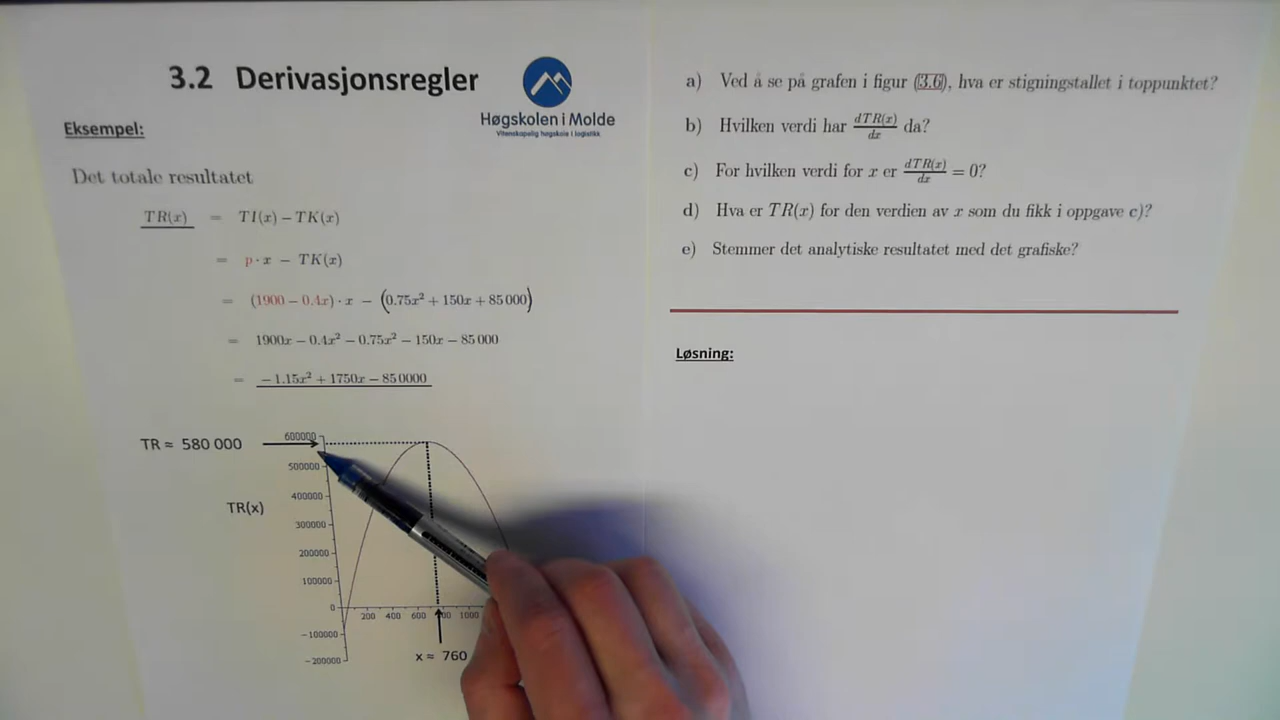 3.2 Derivasjonsregler
Høgskolen i Molde
Vitenskapelig høgskole i logistikk
Eksempel:
Det totale resultatet
TR(x) = TI(x) − TK(x)
= p · x − TK(x)
= (1900 − 0.4x) · x − (0.75x² + 150x + 85 000)
= 1900x − 0.4x² − 0.75x² − 150x − 85 000
= −1.15x² + 1750x − 85 0000
TR ≈ 580 000
TR(x)
600000
500000
400000
300000
200000
100000
0
−100000
−200000
200 400 600 1000
x ≈ 760
a) Ved å se på grafen i figur (3.6), hva er stigningstallet i toppunktet?
b) Hvilken verdi har dTR(x)/dx da?
c) For hvilken verdi for x er dTR(x)/dx = 0?
d) Hva er TR(x) for den verdien av x som du fikk i oppgave c)?
e) Stemmer det analytiske resultatet med det grafiske?
Løsning: